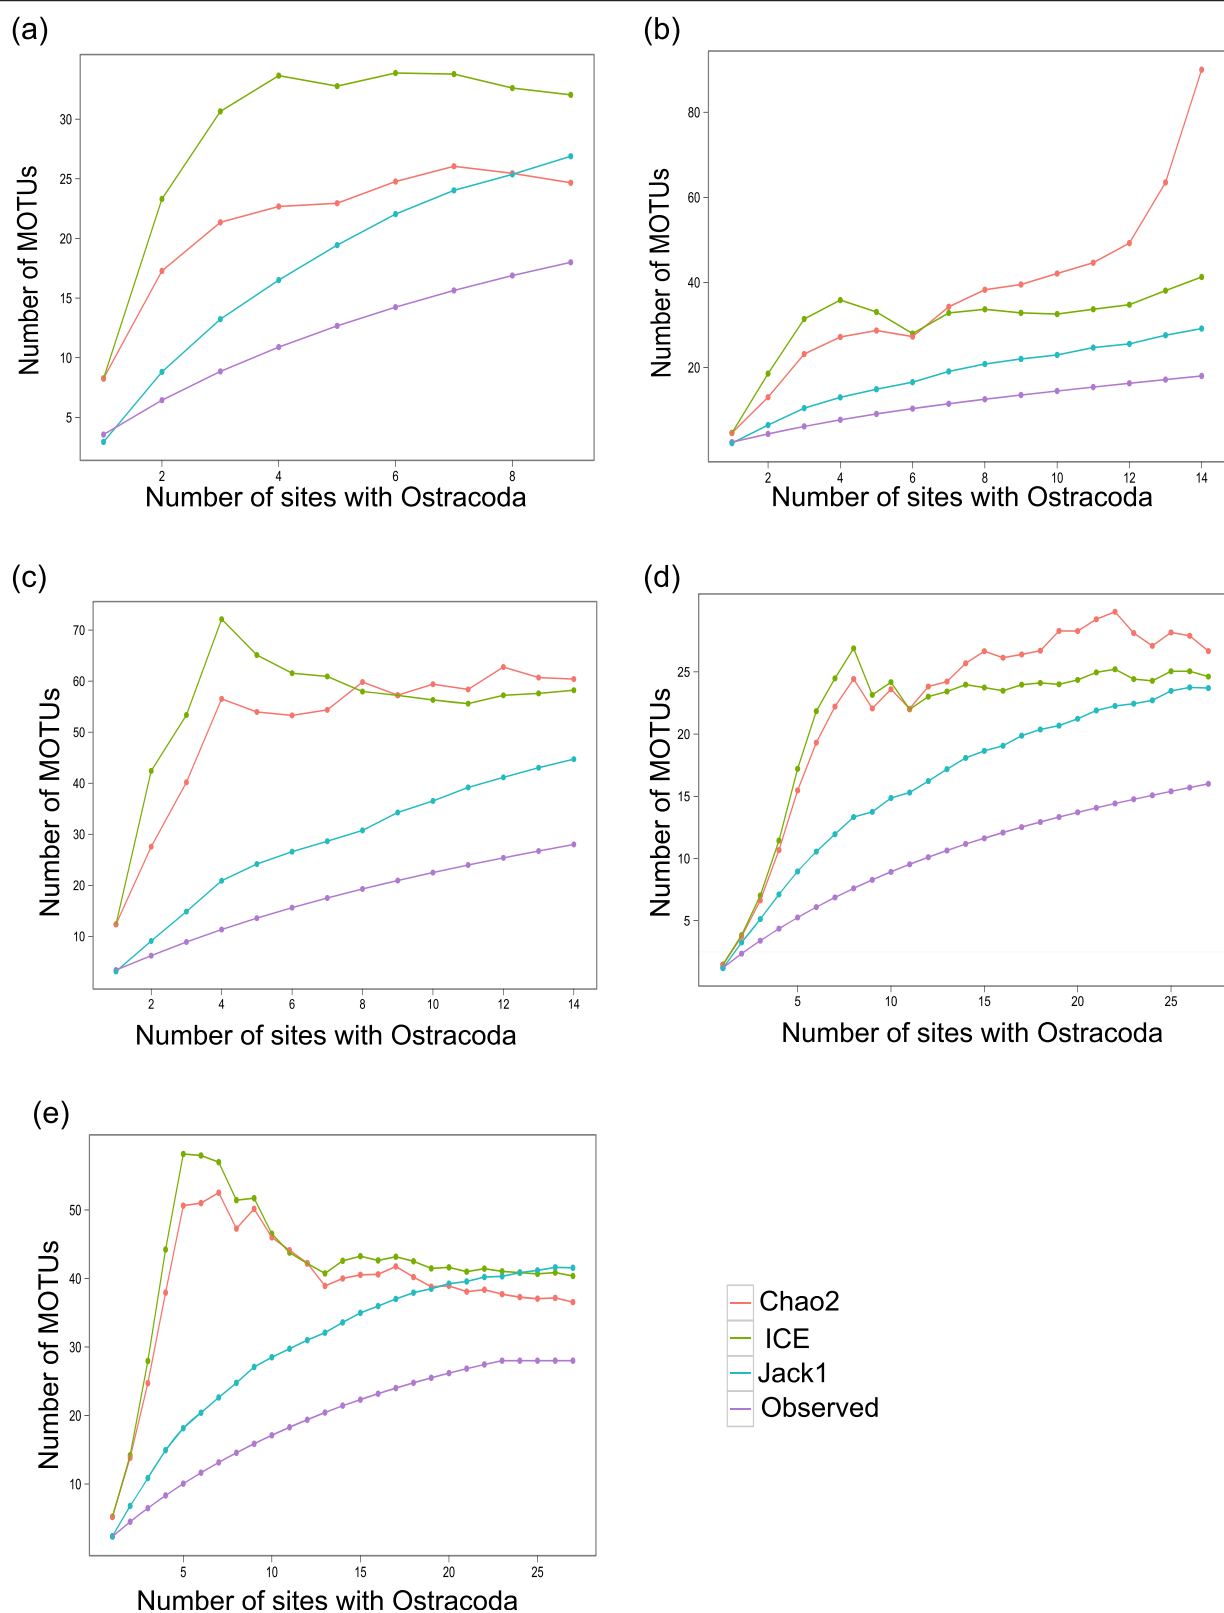 (a)
Number of MOTUs
30
25
20
15
10
5
2 4 6 8
Number of sites with Ostracoda
(b)
Number of MOTUs
80
60
40
20
2 4 6 8 10 12 14
Number of sites with Ostracoda
(c)
Number of MOTUs
70
60
50
40
30
20
10
2 4 6 8 10 12 14
Number of sites with Ostracoda
(d)
Number of MOTUs
25
20
15
10
5
5 10 15 20 25
Number of sites with Ostracoda
(e)
Number of MOTUs
50
40
30
20
10
5 10 15 20 25
Number of sites with Ostracoda
Chao2
ICE
Jack1
Observed